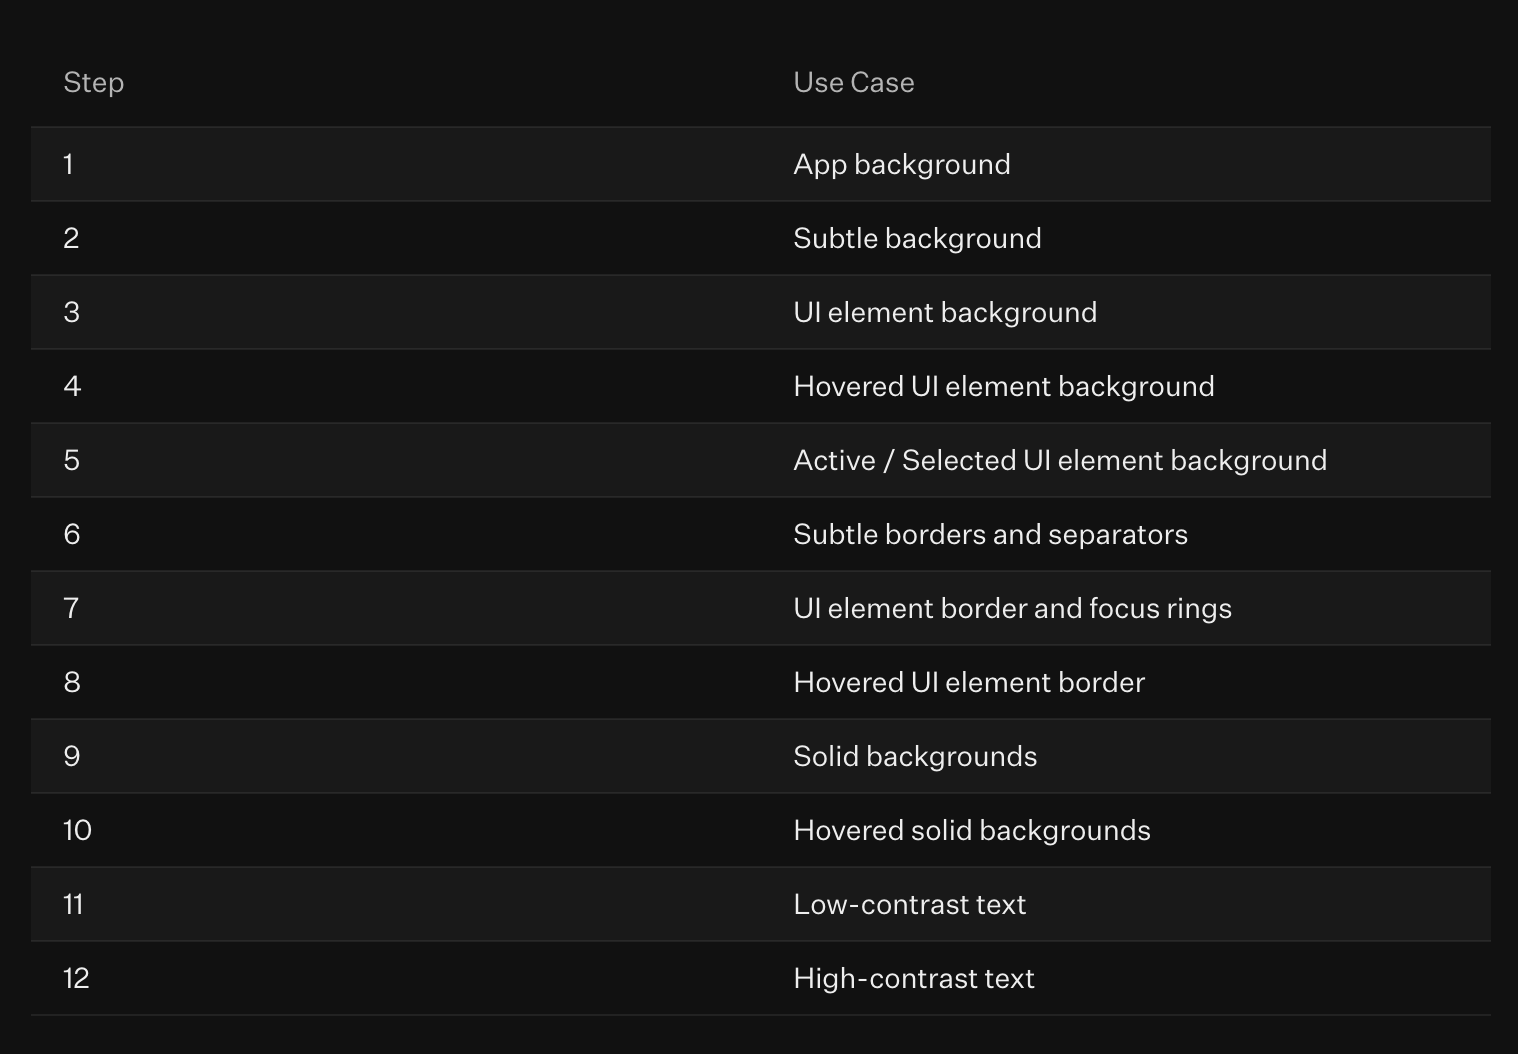 Step Use Case
1 App background
2 Subtle background
3 UI element background
4 Hovered UI element background
5 Active / Selected UI element background
6 Subtle borders and separators
7 UI element border and focus rings
8 Hovered UI element border
9 Solid backgrounds
10 Hovered solid backgrounds
11 Low-contrast text
12 High-contrast text